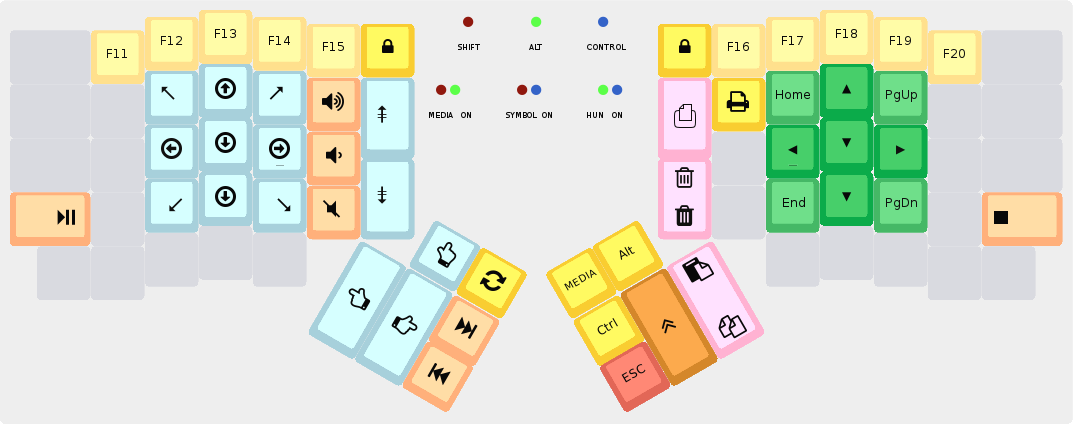 F11
F12
F13
F14
F15
SHIFT
ALT
CONTROL
F16
F17
F18
F19
F20
MEDIA ON
SYMBOL ON
HUN ON
Home
PgUp
End
PgDn
MEDIA
Alt
Ctrl
ESC